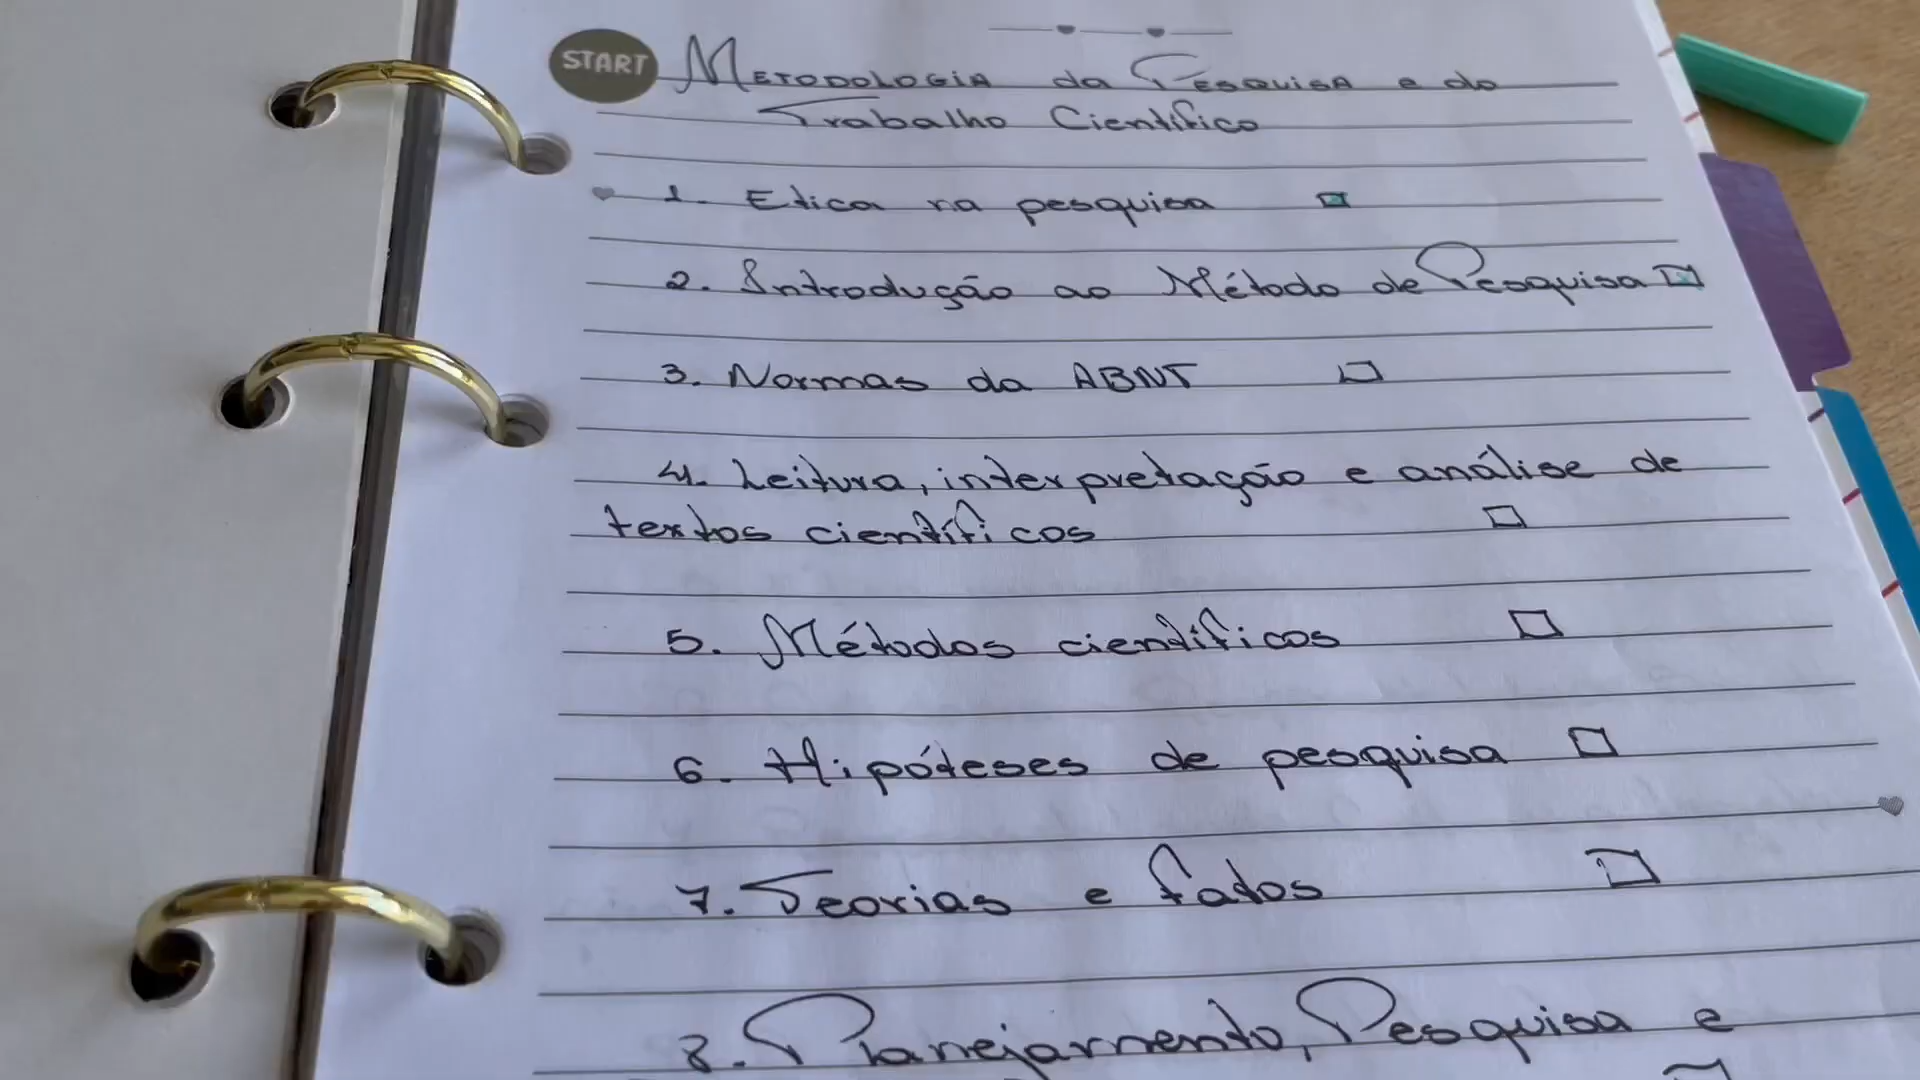 START Metodologia da Pesquisa e do
Trabalho Científico
1. Etica na pesquisa
2. Introdução ao Método de Pesquisa
3. Normas da ABNT
4. Leitura, interpretação e análise de
textos científicos
5. Métodos científicos
6. Hipóteses de pesquisa
7. Teorias e fatos
8. Planejamento, Pesquisa e